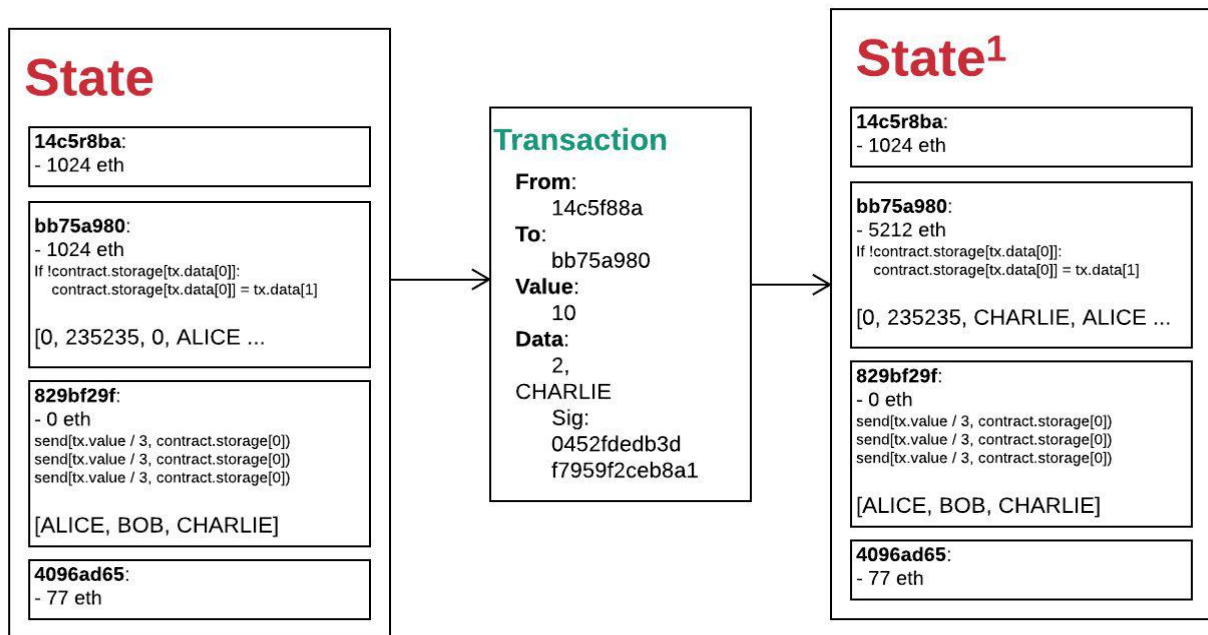 State
14c5r8ba:
- 1024 eth
bb75a980:
- 1024 eth
If !contract.storage[tx.data[0]]:
contract.storage[tx.data[0]] = tx.data[1]
[0, 235235, 0, ALICE ...
829bf29f:
- 0 eth
send[tx.value / 3, contract.storage[0])
send[tx.value / 3, contract.storage[0])
send[tx.value / 3, contract.storage[0])
[ALICE, BOB, CHARLIE]
4096ad65:
- 77 eth
Transaction
From:
14c5f88a
To:
bb75a980
Value:
10
Data:
2,
CHARLIE
Sig:
0452fdedb3d
f7959f2ceb8a1
State¹
14c5r8ba:
- 1024 eth
bb75a980:
- 5212 eth
If !contract.storage[tx.data[0]]:
contract.storage[tx.data[0]] = tx.data[1]
[0, 235235, CHARLIE, ALICE ...
829bf29f:
- 0 eth
send[tx.value / 3, contract.storage[0])
send[tx.value / 3, contract.storage[0])
send[tx.value / 3, contract.storage[0])
[ALICE, BOB, CHARLIE]
4096ad65:
- 77 eth